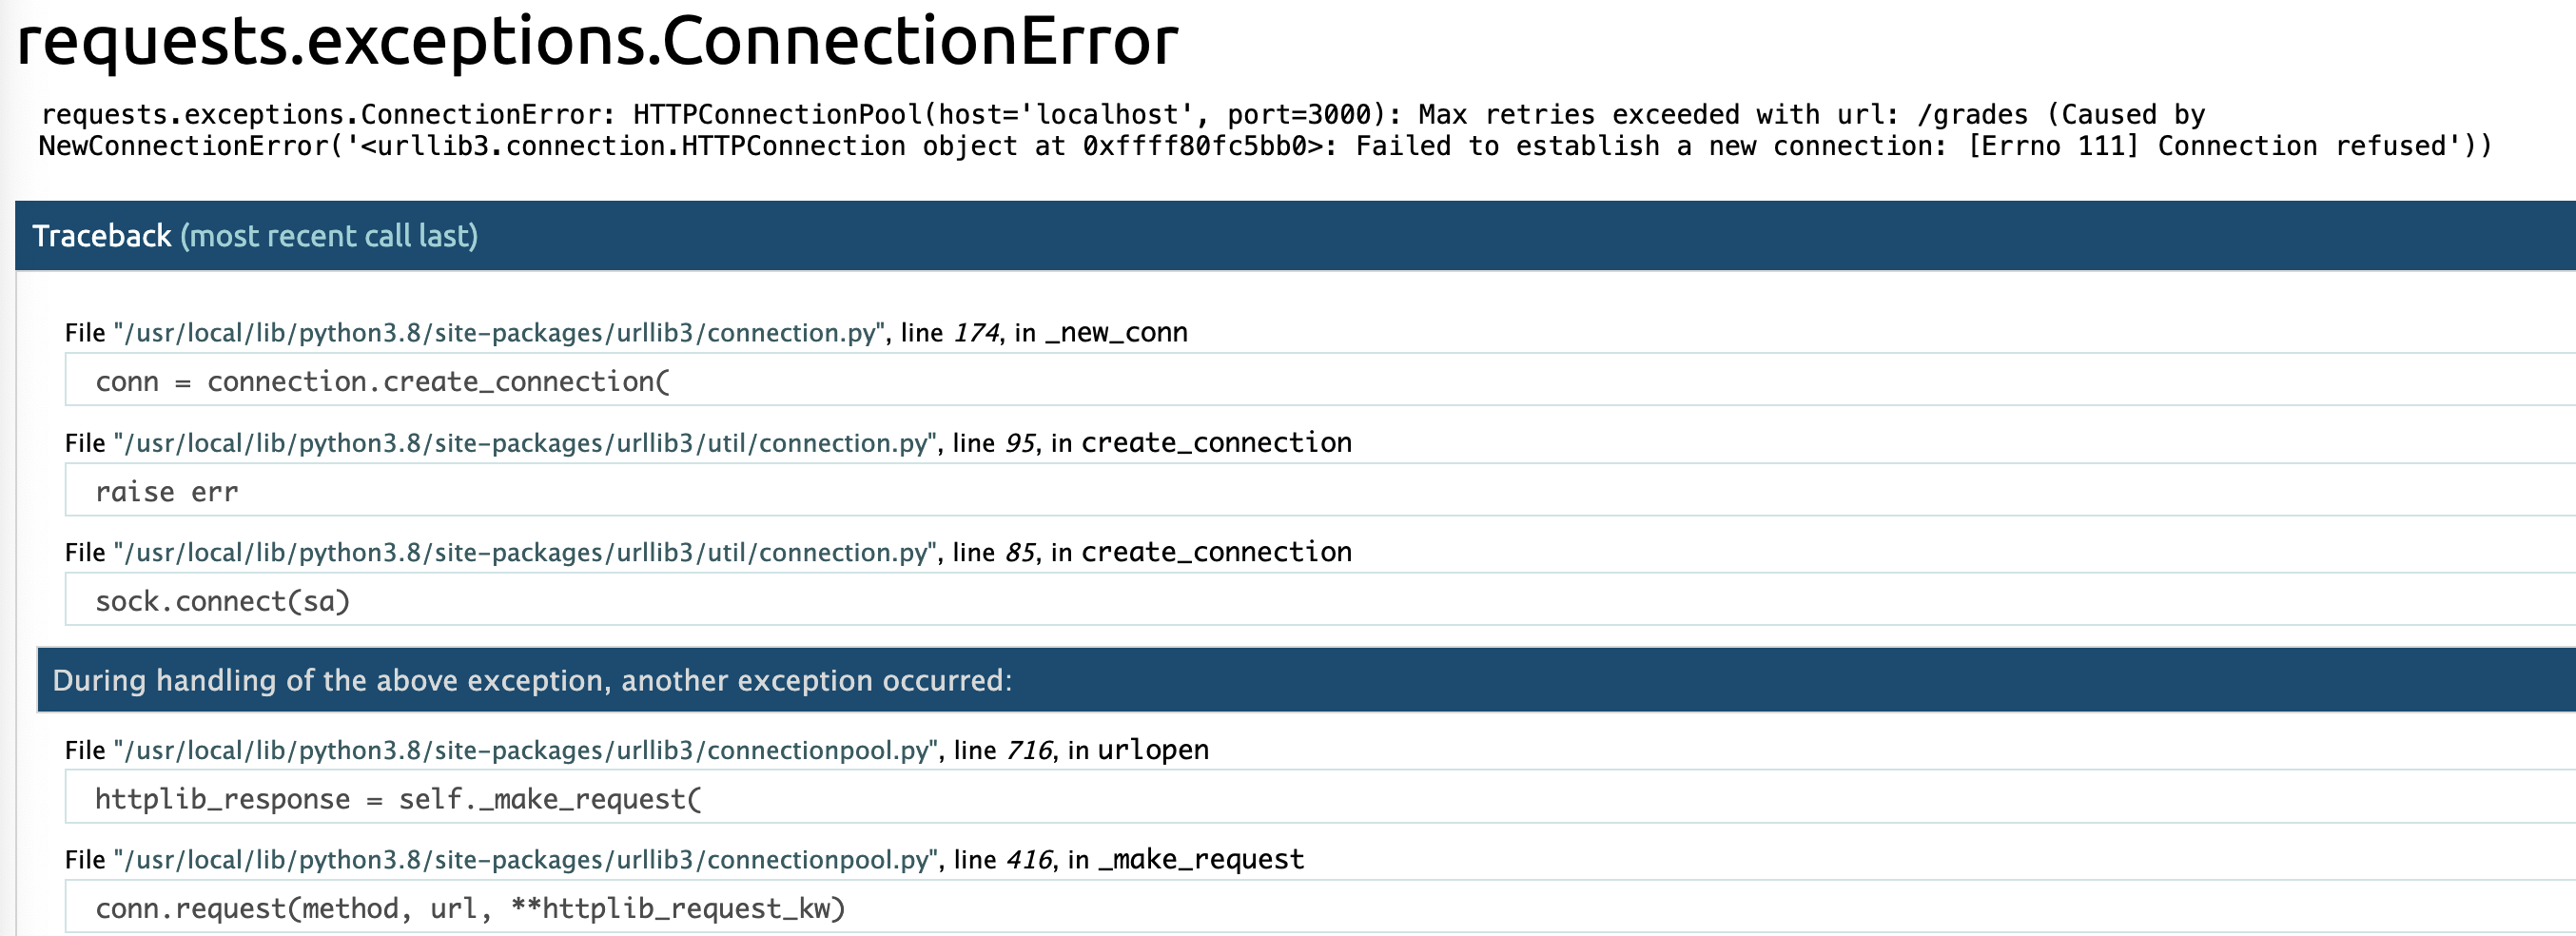 requests.exceptions.ConnectionError
requests.exceptions.ConnectionError: HTTPConnectionPool(host='localhost', port=3000): Max retries exceeded with url: /grades (Caused by
NewConnectionError('<urllib3.connection.HTTPConnection object at 0xffff80fc5bb0>: Failed to establish a new connection: [Errno 111] Connection refused'))
Traceback (most recent call last)
File "/usr/local/lib/python3.8/site-packages/urllib3/connection.py", line 174, in _new_conn
conn = connection.create_connection(
File "/usr/local/lib/python3.8/site-packages/urllib3/util/connection.py", line 95, in create_connection
raise err
File "/usr/local/lib/python3.8/site-packages/urllib3/util/connection.py", line 85, in create_connection
sock.connect(sa)
During handling of the above exception, another exception occurred:
File "/usr/local/lib/python3.8/site-packages/urllib3/connectionpool.py", line 716, in urlopen
httplib_response = self._make_request(
File "/usr/local/lib/python3.8/site-packages/urllib3/connectionpool.py", line 416, in _make_request
conn.request(method, url, **httplib_request_kw)